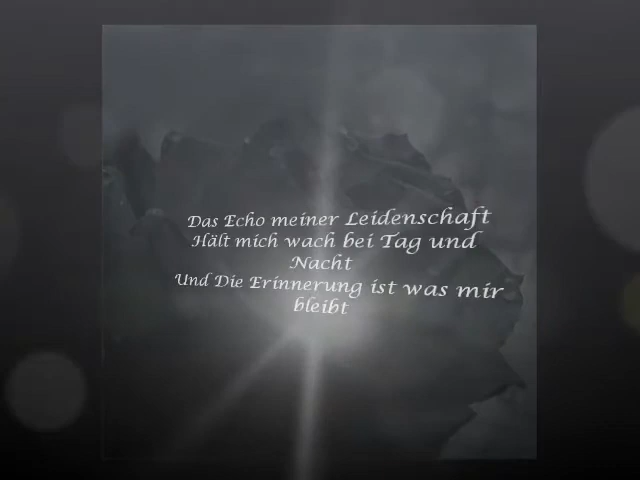 Das Echo meiner Leidenschaft
Hält mich wach bei Tag und
Nacht
Und Die Erinnerung ist was mir
bleibt